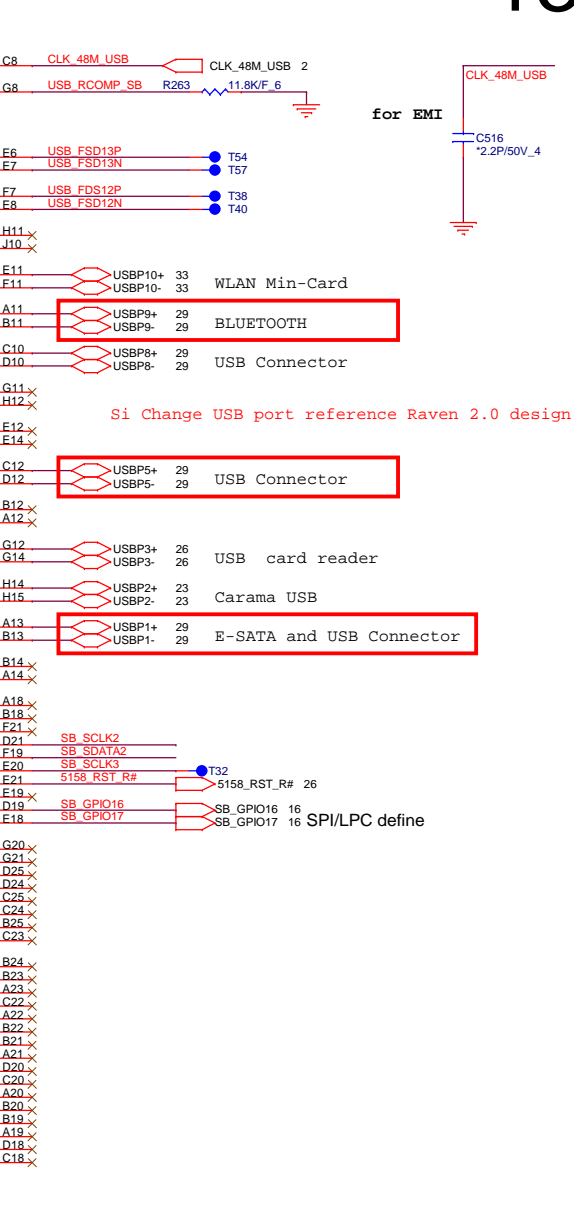 C8 CLK_48M_USB CLK_48M_USB 2
CLK_48M_USB
G8 USB_RCOMP_SB R263 11.8K/F_6
for EMI
C516
*2.2P/50V_4
E6 USB_FSD13P T54
E7 USB_FSD13N T57
F7 USB_FDS12P T38
E8 USB_FSD12N T40
H11
J10
E11 USBP10+ 33
F11 USBP10- 33
WLAN Min-Card
A11 USBP9+ 29
B11 USBP9- 29
BLUETOOTH
C10 USBP8+ 29
D10 USBP8- 29
USB Connector
G11
H12
Si Change USB port reference Raven 2.0 design
E12
E14
C12 USBP5+ 29
D12 USBP5- 29
USB Connector
B12
A12
G12 USBP3+ 26
G14 USBP3- 26
USB card reader
H14 USBP2+ 23
H15 USBP2- 23
Carama USB
A13 USBP1+ 29
B13 USBP1- 29
E-SATA and USB Connector
B14
A14
A18
B18
F21
D21 SB_SCLK2
F19 SB_SDATA2
E20 SB_SCLK3 T32
E21 5158_RST_R# 5158_RST_R# 26
E19
D19 SB_GPIO16 SB_GPIO16 16
E18 SB_GPIO17 SB_GPIO17 16 SPI/LPC define
G20
G21
D25
D24
C25
C24
B25
C23
B24
B23
A23
C22
A22
B22
B21
A21
D20
C20
A20
B20
B19
A19
D18
C18